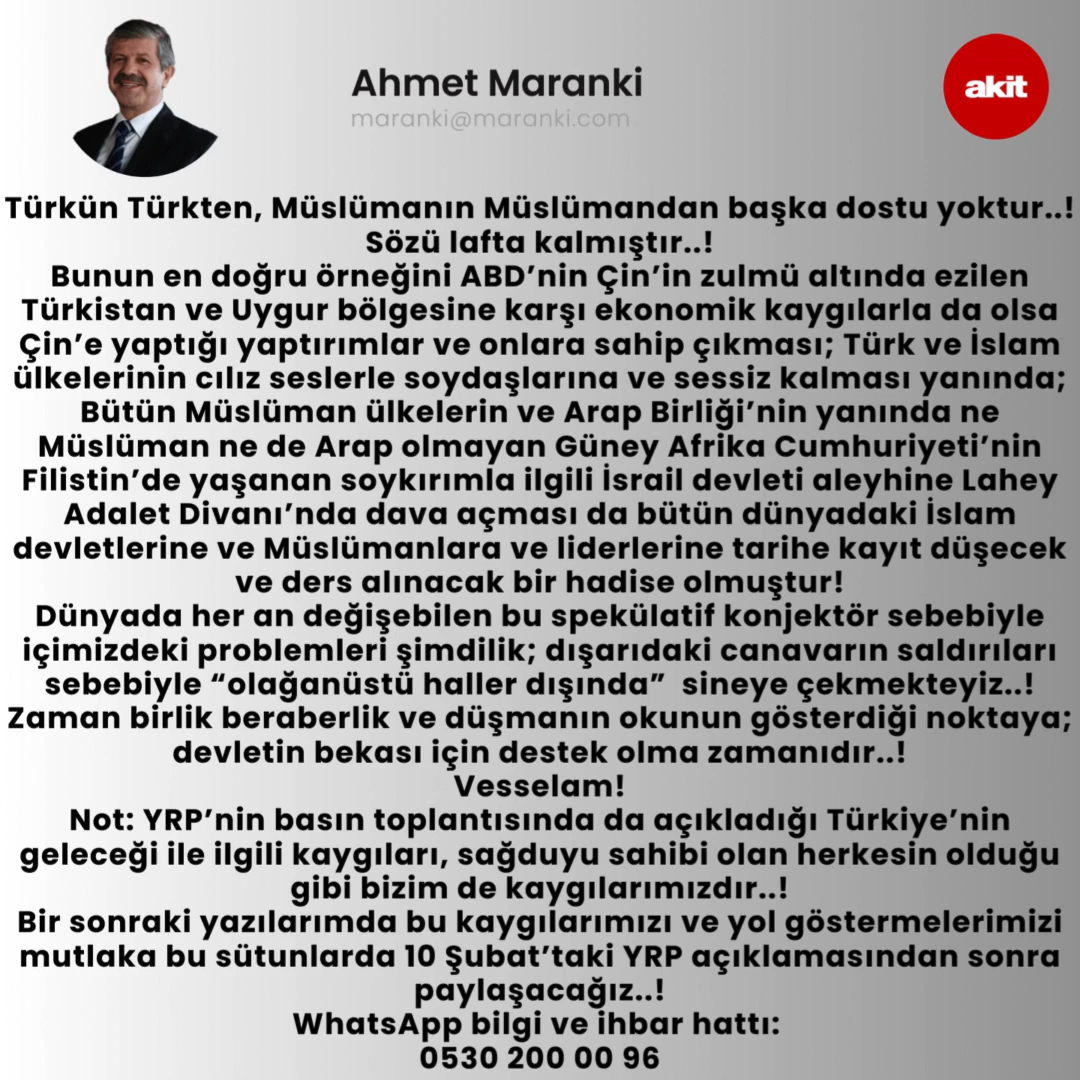 Ahmet Maranki
maranki@maranki.com
akit
Türkün Türkten, Müslümanın Müslümandan başka dostu yoktur..!
Sözü lafta kalmıştır..!
Bunun en doğru örneğini ABD’nin Çin’in zulmü altında ezilen
Türkistan ve Uygur bölgesine karşı ekonomik kaygılarla da olsa
Çin’e yaptığı yaptırımlar ve onlara sahip çıkması; Türk ve İslam
ülkelerinin cılız seslerle soydaşlarına ve sessiz kalması yanında;
Bütün Müslüman ülkelerin ve Arap Birliği’nin yanında ne
Müslüman ne de Arap olmayan Güney Afrika Cumhuriyeti’nin
Filistin’de yaşanan soykırımla ilgili İsrail devleti aleyhine Lahey
Adalet Divanı’nda dava açması da bütün dünyadaki İslam
devletlerine ve Müslümanlara ve liderlerine tarihe kayıt düşecek
ve ders alınacak bir hadise olmuştur!
Dünyada her an değişebilen bu spekülatif konjektör sebebiyle
içimizdeki problemleri şimdilik; dışarıdaki canavarın saldırıları
sebebiyle “olağanüstü haller dışında” sineye çekmekteyiz..!
Zaman birlik beraberlik ve düşmanın okunun gösterdiği noktaya;
devletin bekası için destek olma zamanıdır..!
Vesselam!
Not: YRP’nin basın toplantısında da açıkladığı Türkiye’nin
geleceği ile ilgili kaygıları, sağduyu sahibi olan herkesin olduğu
gibi bizim de kaygılarımızdır..!
Bir sonraki yazılarımda bu kaygılarımızı ve yol göstermelerimizi
mutlaka bu sütunlarda 10 Şubat’taki YRP açıklamasından sonra
paylaşacağız..!
WhatsApp bilgi ve ihbar hattı:
0530 200 00 96